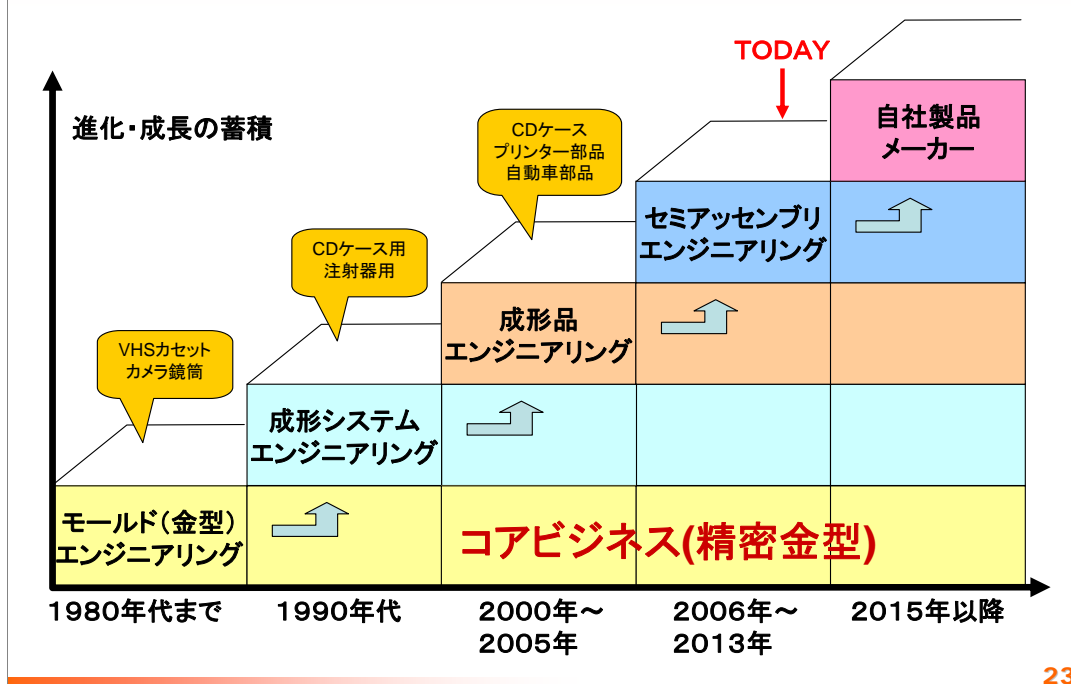 TODAY
進化・成長の蓄積
CDケース
プリンター部品
自動車部品
自社製品
メーカー
CDケース用
注射器用
セミアッセンブリ
エンジニアリング
VHSカセット
カメラ鏡筒
成形品
エンジニアリング
成形システム
エンジニアリング
モールド(金型)
エンジニアリング
コアビジネス(精密金型)
1980年代まで
1990年代
2000年~
2005年
2006年~
2013年
2015年以降
23